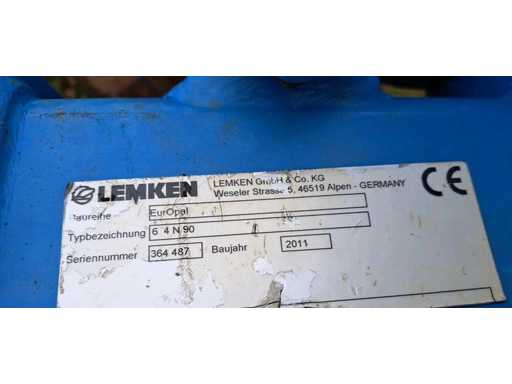 LEMKEN
LEMKEN GmbH & Co. KG
Weseler Strasse 5, 46519 Alpen - GERMANY
CE
Baureihe EurOpal
Typbezeichnung 6 4 N 90
Seriennummer 364 487 Baujahr 2011